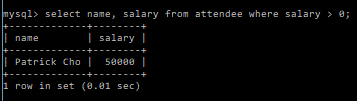 mysql> select name, salary from attendee where salary > 0;
+-------------+--------+
| name        | salary |
+-------------+--------+
| Patrick Cho |  50000 |
+-------------+--------+
1 row in set (0.01 sec)